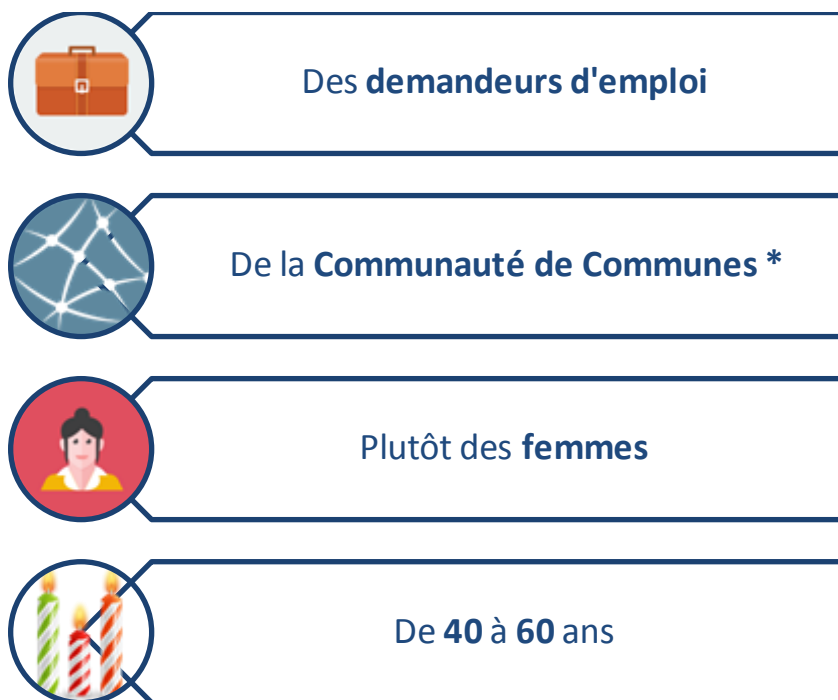 Des demandeurs d'emploi
De la Communauté de Communes *
Plutôt des femmes
De 40 à 60 ans